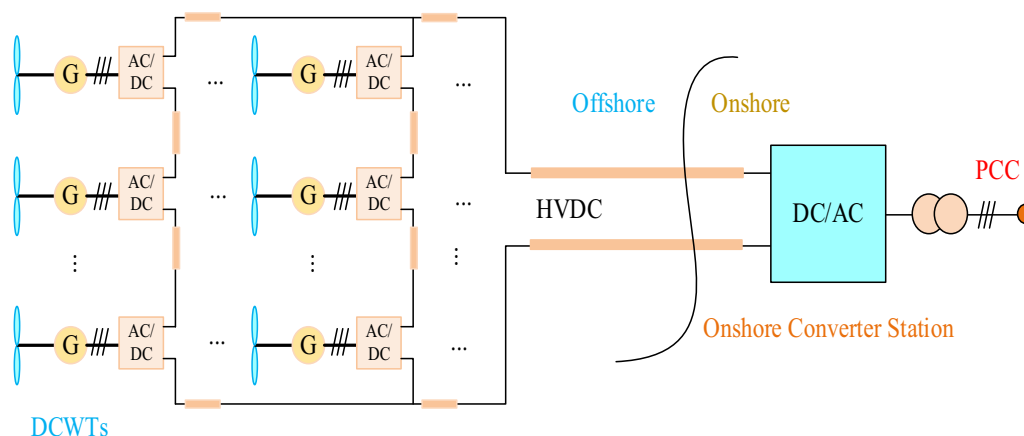 G
AC/
DC
...
G
AC/
DC
...
Offshore
Onshore
G
AC/
DC
...
G
AC/
DC
...
HVDC
DC/AC
PCC
...
...
...
G
AC/
DC
...
G
AC/
DC
...
Onshore Converter Station
DCWTs